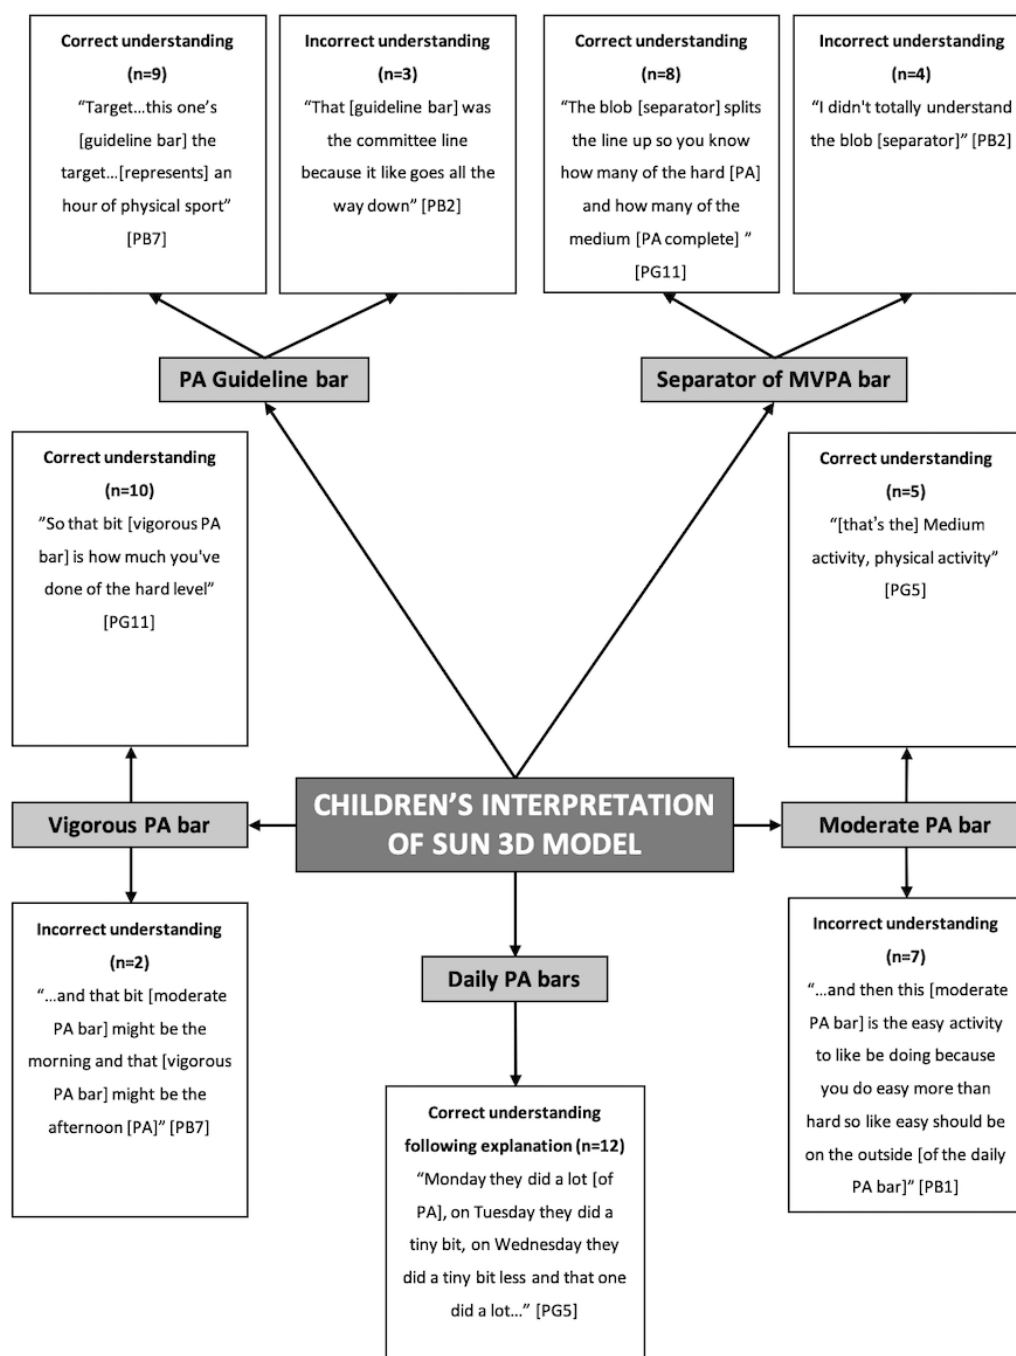 Correct understanding
(n=9)
“Target...this one’s
[guideline bar] the
target...[represents] an
hour of physical sport”
[PB7]
Incorrect understanding
(n=3)
“That [guideline bar] was
the committee line
because it like goes all the
way down” [PB2]
Correct understanding
(n=8)
“The blob [separator] splits
the line up so you know
how many of the hard [PA]
and how many of the
medium [PA complete] ”
[PG11]
Incorrect understanding
(n=4)
“I didn't totally understand
the blob [separator]” [PB2]
PA Guideline bar
Separator of MVPA bar
Correct understanding
(n=10)
”So that bit [vigorous PA
bar] is how much you've
done of the hard level”
[PG11]
Correct understanding
(n=5)
“[that’s the] Medium
activity, physical activity”
[PG5]
Vigorous PA bar
CHILDREN’S INTERPRETATION
OF SUN 3D MODEL
Moderate PA bar
Incorrect understanding
(n=2)
“...and that bit [moderate
PA bar] might be the
morning and that [vigorous
PA bar] might be the
afternoon [PA]” [PB7]
Daily PA bars
Incorrect understanding
(n=7)
“...and then this [moderate
PA bar] is the easy activity
to like be doing because
you do easy more than
hard so like easy should be
on the outside [of the daily
PA bar]” [PB1]
Correct understanding
following explanation (n=12)
“Monday they did a lot [of
PA], on Tuesday they did a
tiny bit, on Wednesday they
did a tiny bit less and that one
did a lot...” [PG5]